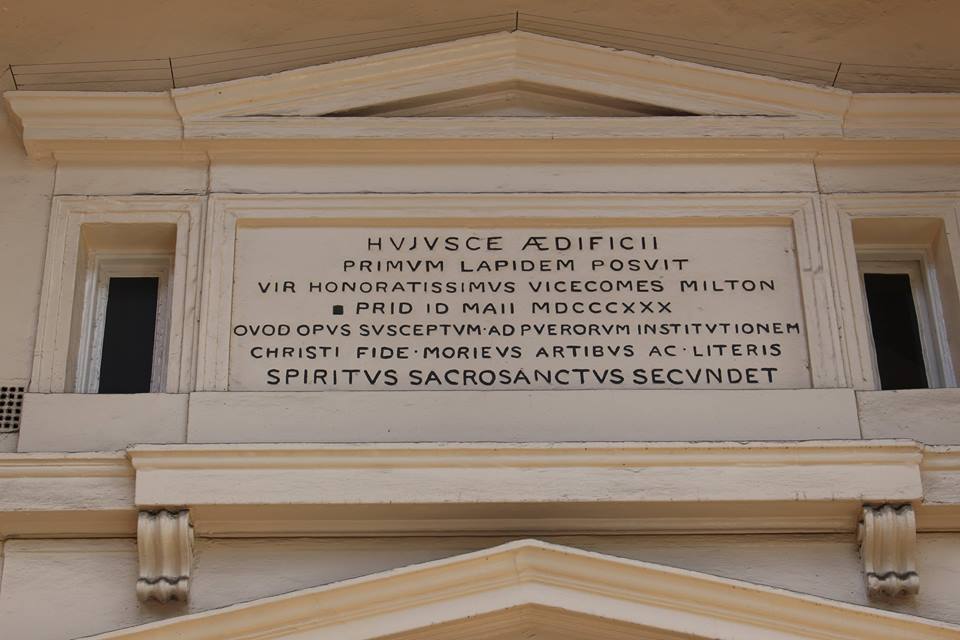 HVJVSCE ÆDIFICII
PRIMVM LAPIDEM POSVIT
VIR HONORATISSIMVS VICECOMES MILTON
PRID ID MAII MDCCCXXX
OVOD OPVS SVSCEPTVM·AD PVERORVM INSTITVTIONEM
CHRISTI FIDE·MORIEVS ARTIBVS AC·LITERIS
SPIRITVS SACROSANCTVS SECVNDET